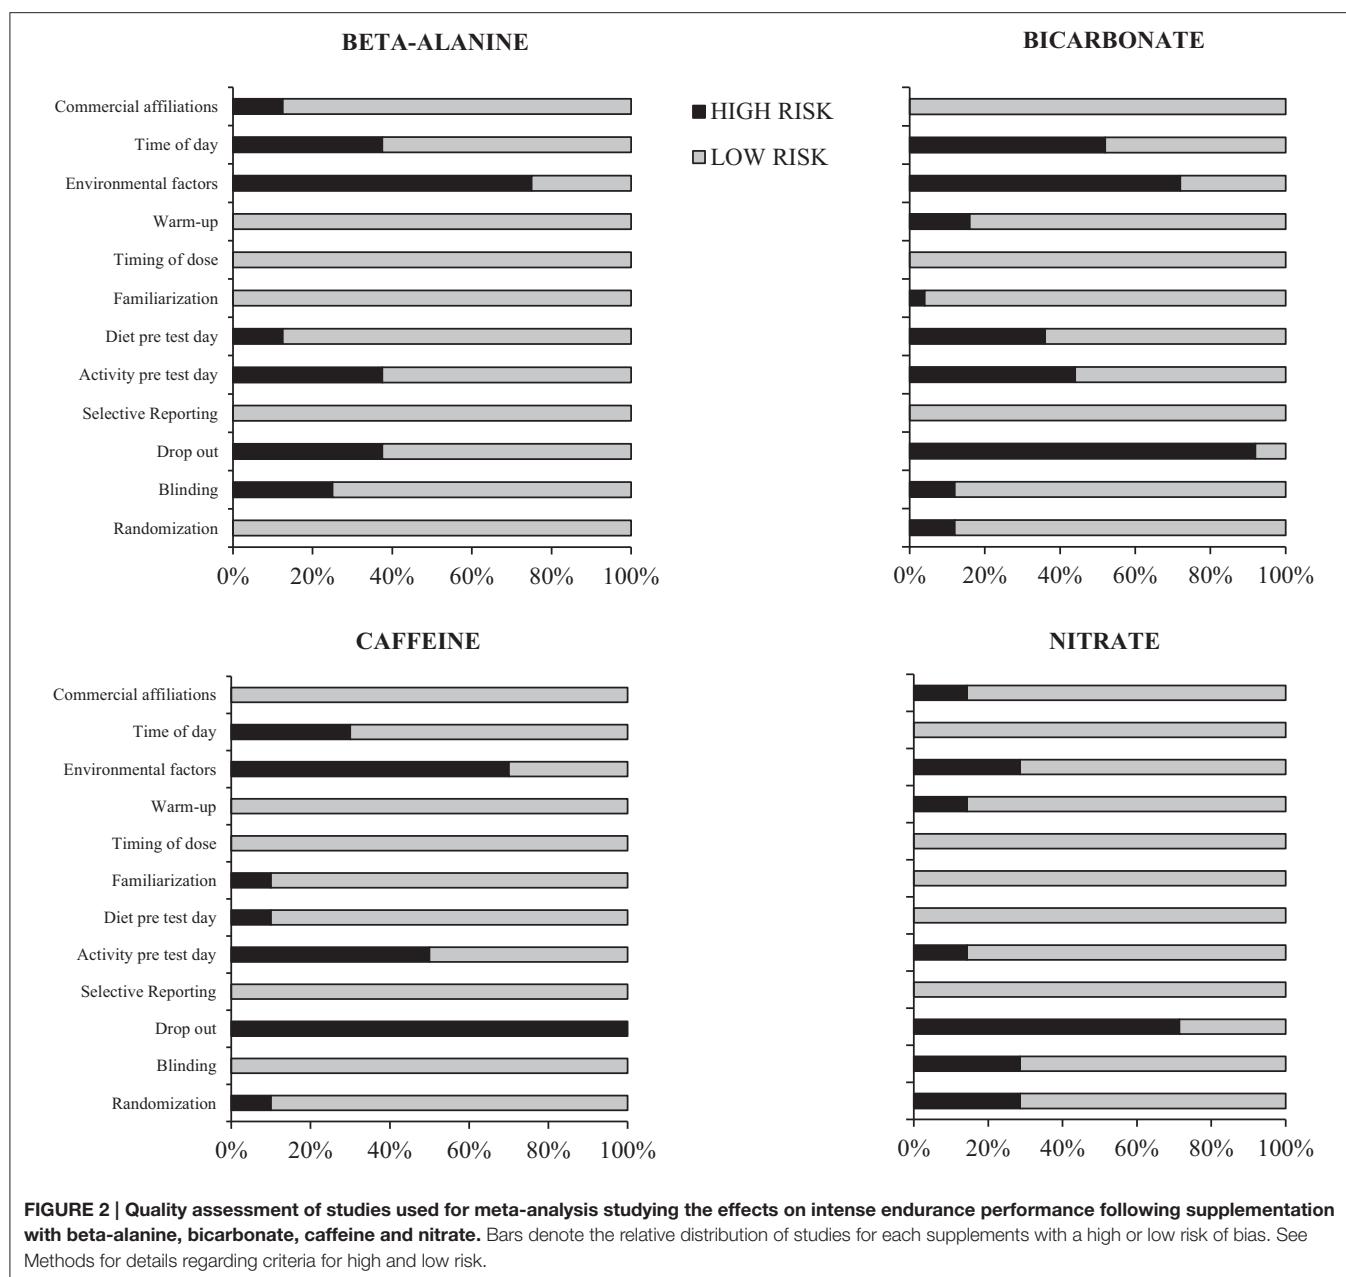 BETA-ALANINE
Commercial affiliations
Time of day
Environmental factors
Warm-up
Timing of dose
Familiarization
Diet pre test day
Activity pre test day
Selective Reporting
Drop out
Blinding
Randomization
0% 20% 40% 60% 80% 100%
HIGH RISK
LOW RISK
BICARBONATE
0% 20% 40% 60% 80% 100%
CAFFEINE
Commercial affiliations
Time of day
Environmental factors
Warm-up
Timing of dose
Familiarization
Diet pre test day
Activity pre test day
Selective Reporting
Drop out
Blinding
Randomization
0% 20% 40% 60% 80% 100%
NITRATE
0% 20% 40% 60% 80% 100%
FIGURE 2 | Quality assessment of studies used for meta-analysis studying the effects on intense endurance performance following supplementation
with beta-alanine, bicarbonate, caffeine and nitrate. Bars denote the relative distribution of studies for each supplements with a high or low risk of bias. See
Methods for details regarding criteria for high and low risk.